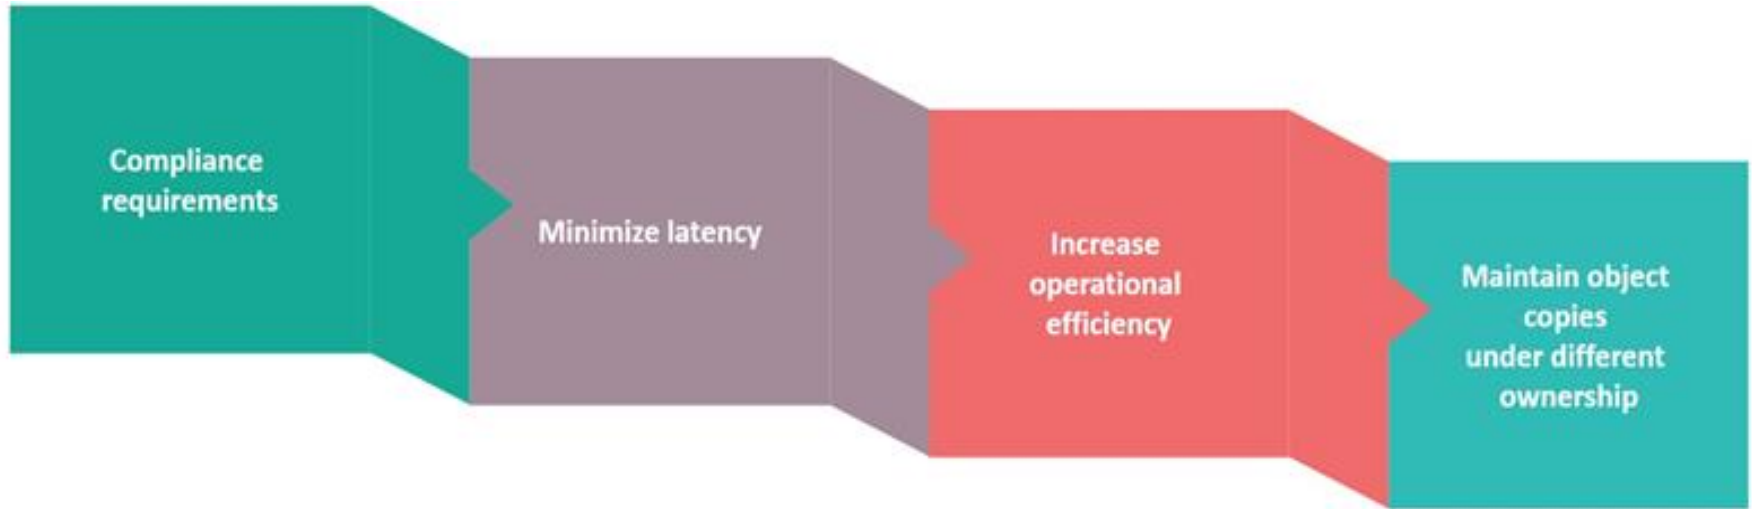 Compliance
requirements
Minimize latency
Increase
operational
efficiency
Maintain object
copies
under different
ownership